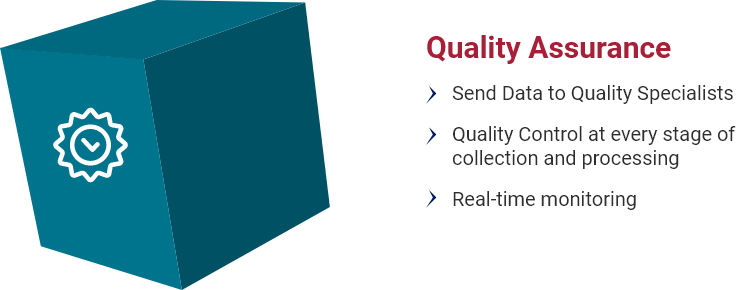 Quality Assurance
Send Data to Quality Specialists
Quality Control at every stage of
collection and processing
Real-time monitoring